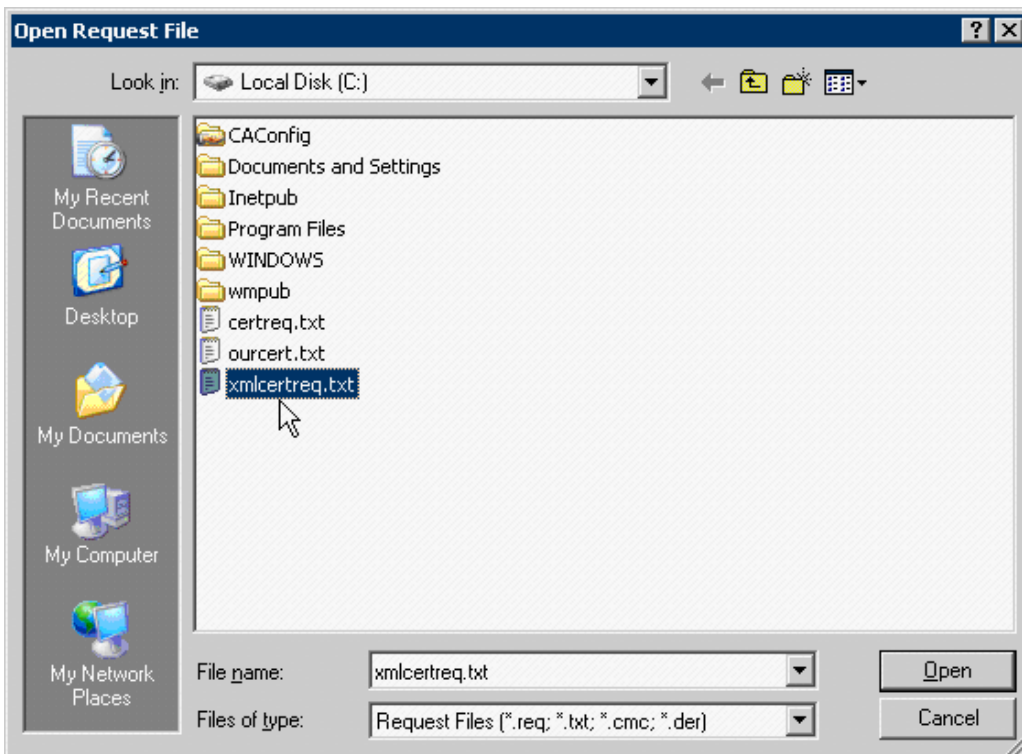 Open Request File
Look in: Local Disk (C:)
My Recent
Documents
Desktop
My Documents
My Computer
My Network
Places
CAConfig
Documents and Settings
Inetpub
Program Files
WINDOWS
wmpub
certreq.txt
ourcert.txt
xmlcertreq.txt
File name: xmlcertreq.txt Open
Files of type: Request Files (*.req; *.txt; *.cmc; *.der) Cancel